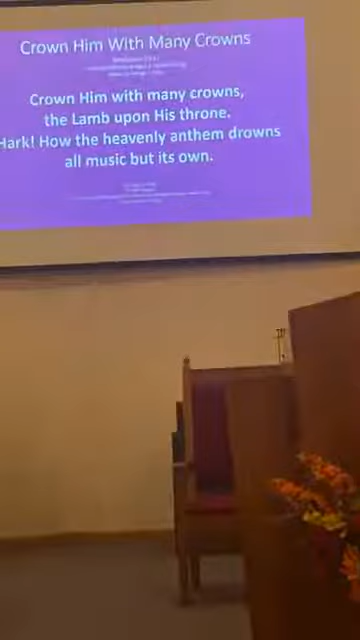 Crown Him With Many Crowns
Crown Him with many crowns,
the Lamb upon His throne.
Hark! How the heavenly anthem drowns
all music but its own.